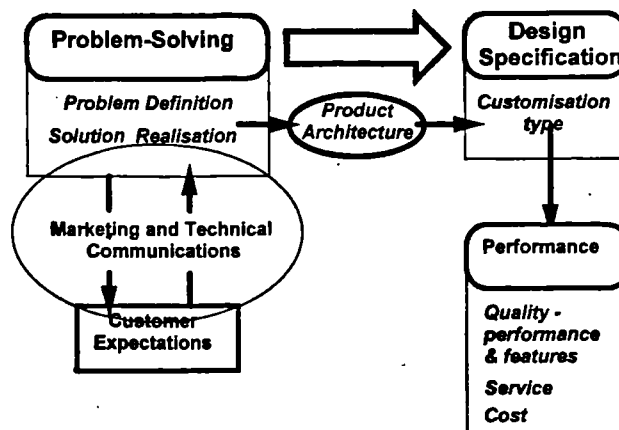 Problem-Solving
Problem Definition
Solution Realisation
Product
Architecture
Design
Specification
Customisation
type
Marketing and Technical
Communications
Customer
Expectations
Performance
Quality -
performance
& features
Service
Cost